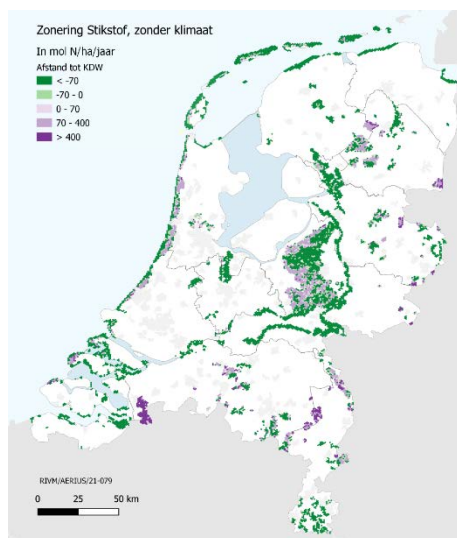 Zonering Stikstof, zonder klimaat
In mol N/ha/jaar
Afstand tot KDW
< -70
-70 - 0
0 - 70
70 - 400
> 400
RIVM/AERIUS/21-079
0 25 50 km